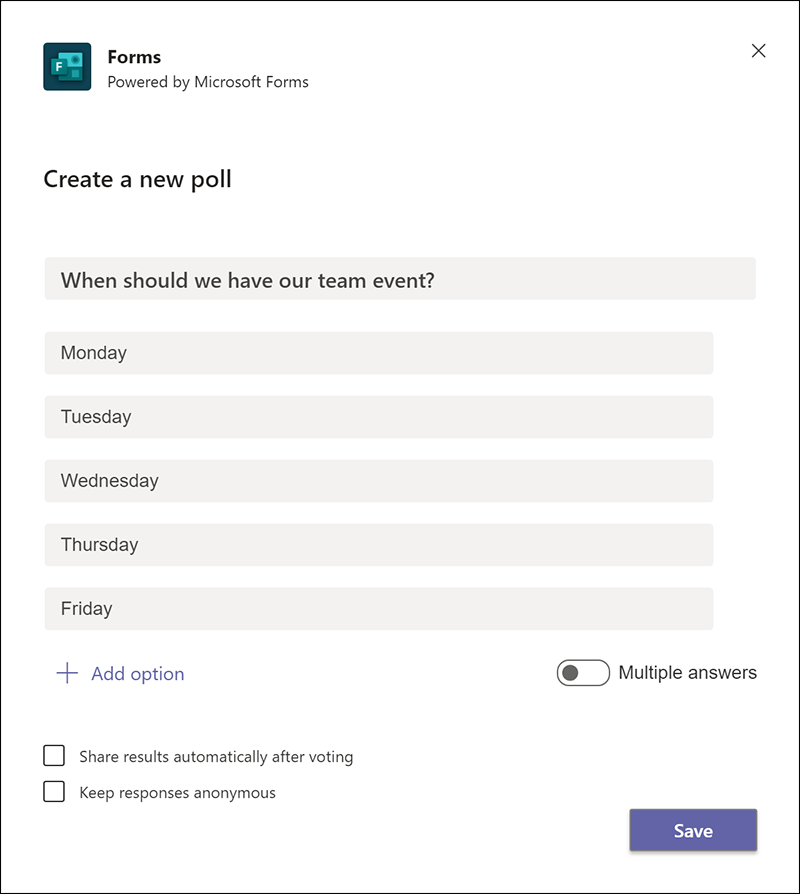 F
Forms
Powered by Microsoft Forms
Create a new poll
When should we have our team event?
Monday
Tuesday
Wednesday
Thursday
Friday
Add option
Multiple answers
Share results automatically after voting
Keep responses anonymous
Save